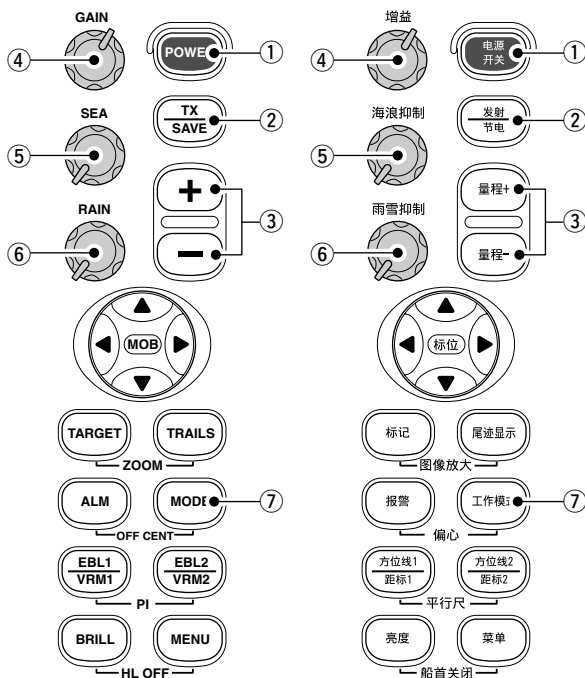 GAIN
④
POWE
①
TX
SAVE
②
SEA
⑤
+
−
③
RAIN
⑥
MOB
TARGET
TRAILS
ZOOM
ALM
MODE
⑦
OFF CENT
EBL1
VRM1
EBL2
VRM2
PI
BRILL
MENU
HL OFF
增益
④
电源
开关
①
发射
节电
②
海浪抑制
⑤
量程+
量程-
③
雨雪抑制
⑥
标位
标记
尾迹显示
图像放大
报警
工作模
⑦
偏心
方位线1
距标1
方位线2
距标2
平行尺
亮度
菜单
船首关闭